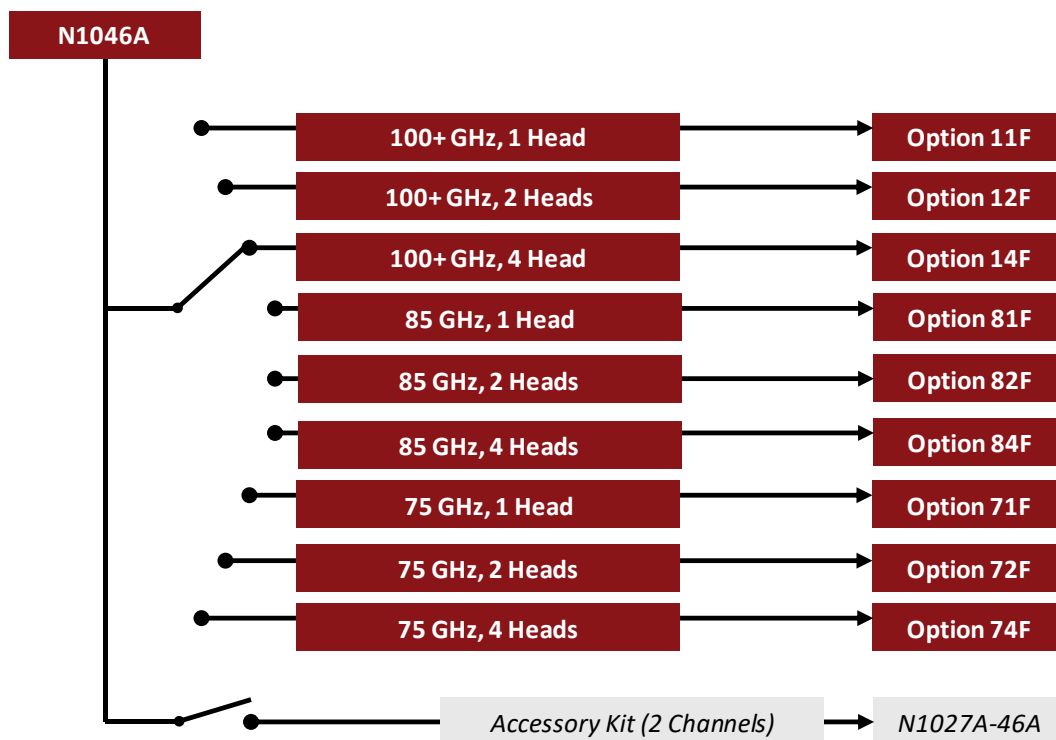 N1046A
100+ GHz, 1 Head
Option 11F
100+ GHz, 2 Heads
Option 12F
100+ GHz, 4 Head
Option 14F
85 GHz, 1 Head
Option 81F
85 GHz, 2 Heads
Option 82F
85 GHz, 4 Heads
Option 84F
75 GHz, 1 Head
Option 71F
75 GHz, 2 Heads
Option 72F
75 GHz, 4 Heads
Option 74F
Accessory Kit (2 Channels)
N1027A-46A